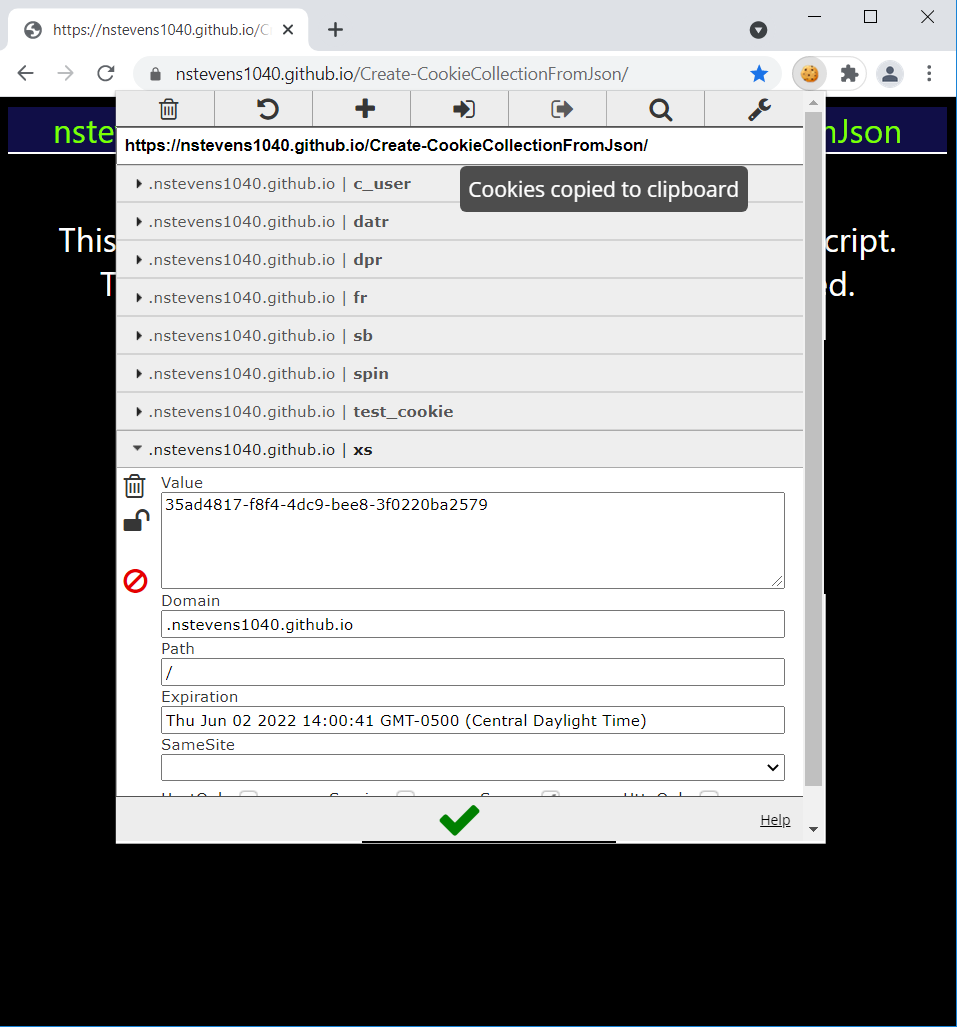 https://nstevens1040.github.io/C
nstevens1040.github.io/Create-CookieCollectionFromJson/
nste
nJson
https://nstevens1040.github.io/Create-CookieCollectionFromJson/
.nstevens1040.github.io | c_user
Cookies copied to clipboard
.nstevens1040.github.io | datr
This
cript.
.nstevens1040.github.io | dpr
T
ed.
.nstevens1040.github.io | fr
.nstevens1040.github.io | sb
.nstevens1040.github.io | spin
.nstevens1040.github.io | test_cookie
.nstevens1040.github.io | xs
Value
35ad4817-f8f4-4dc9-bee8-3f0220ba2579
Domain
.nstevens1040.github.io
Path
/
Expiration
Thu Jun 02 2022 14:00:41 GMT-0500 (Central Daylight Time)
SameSite
Help